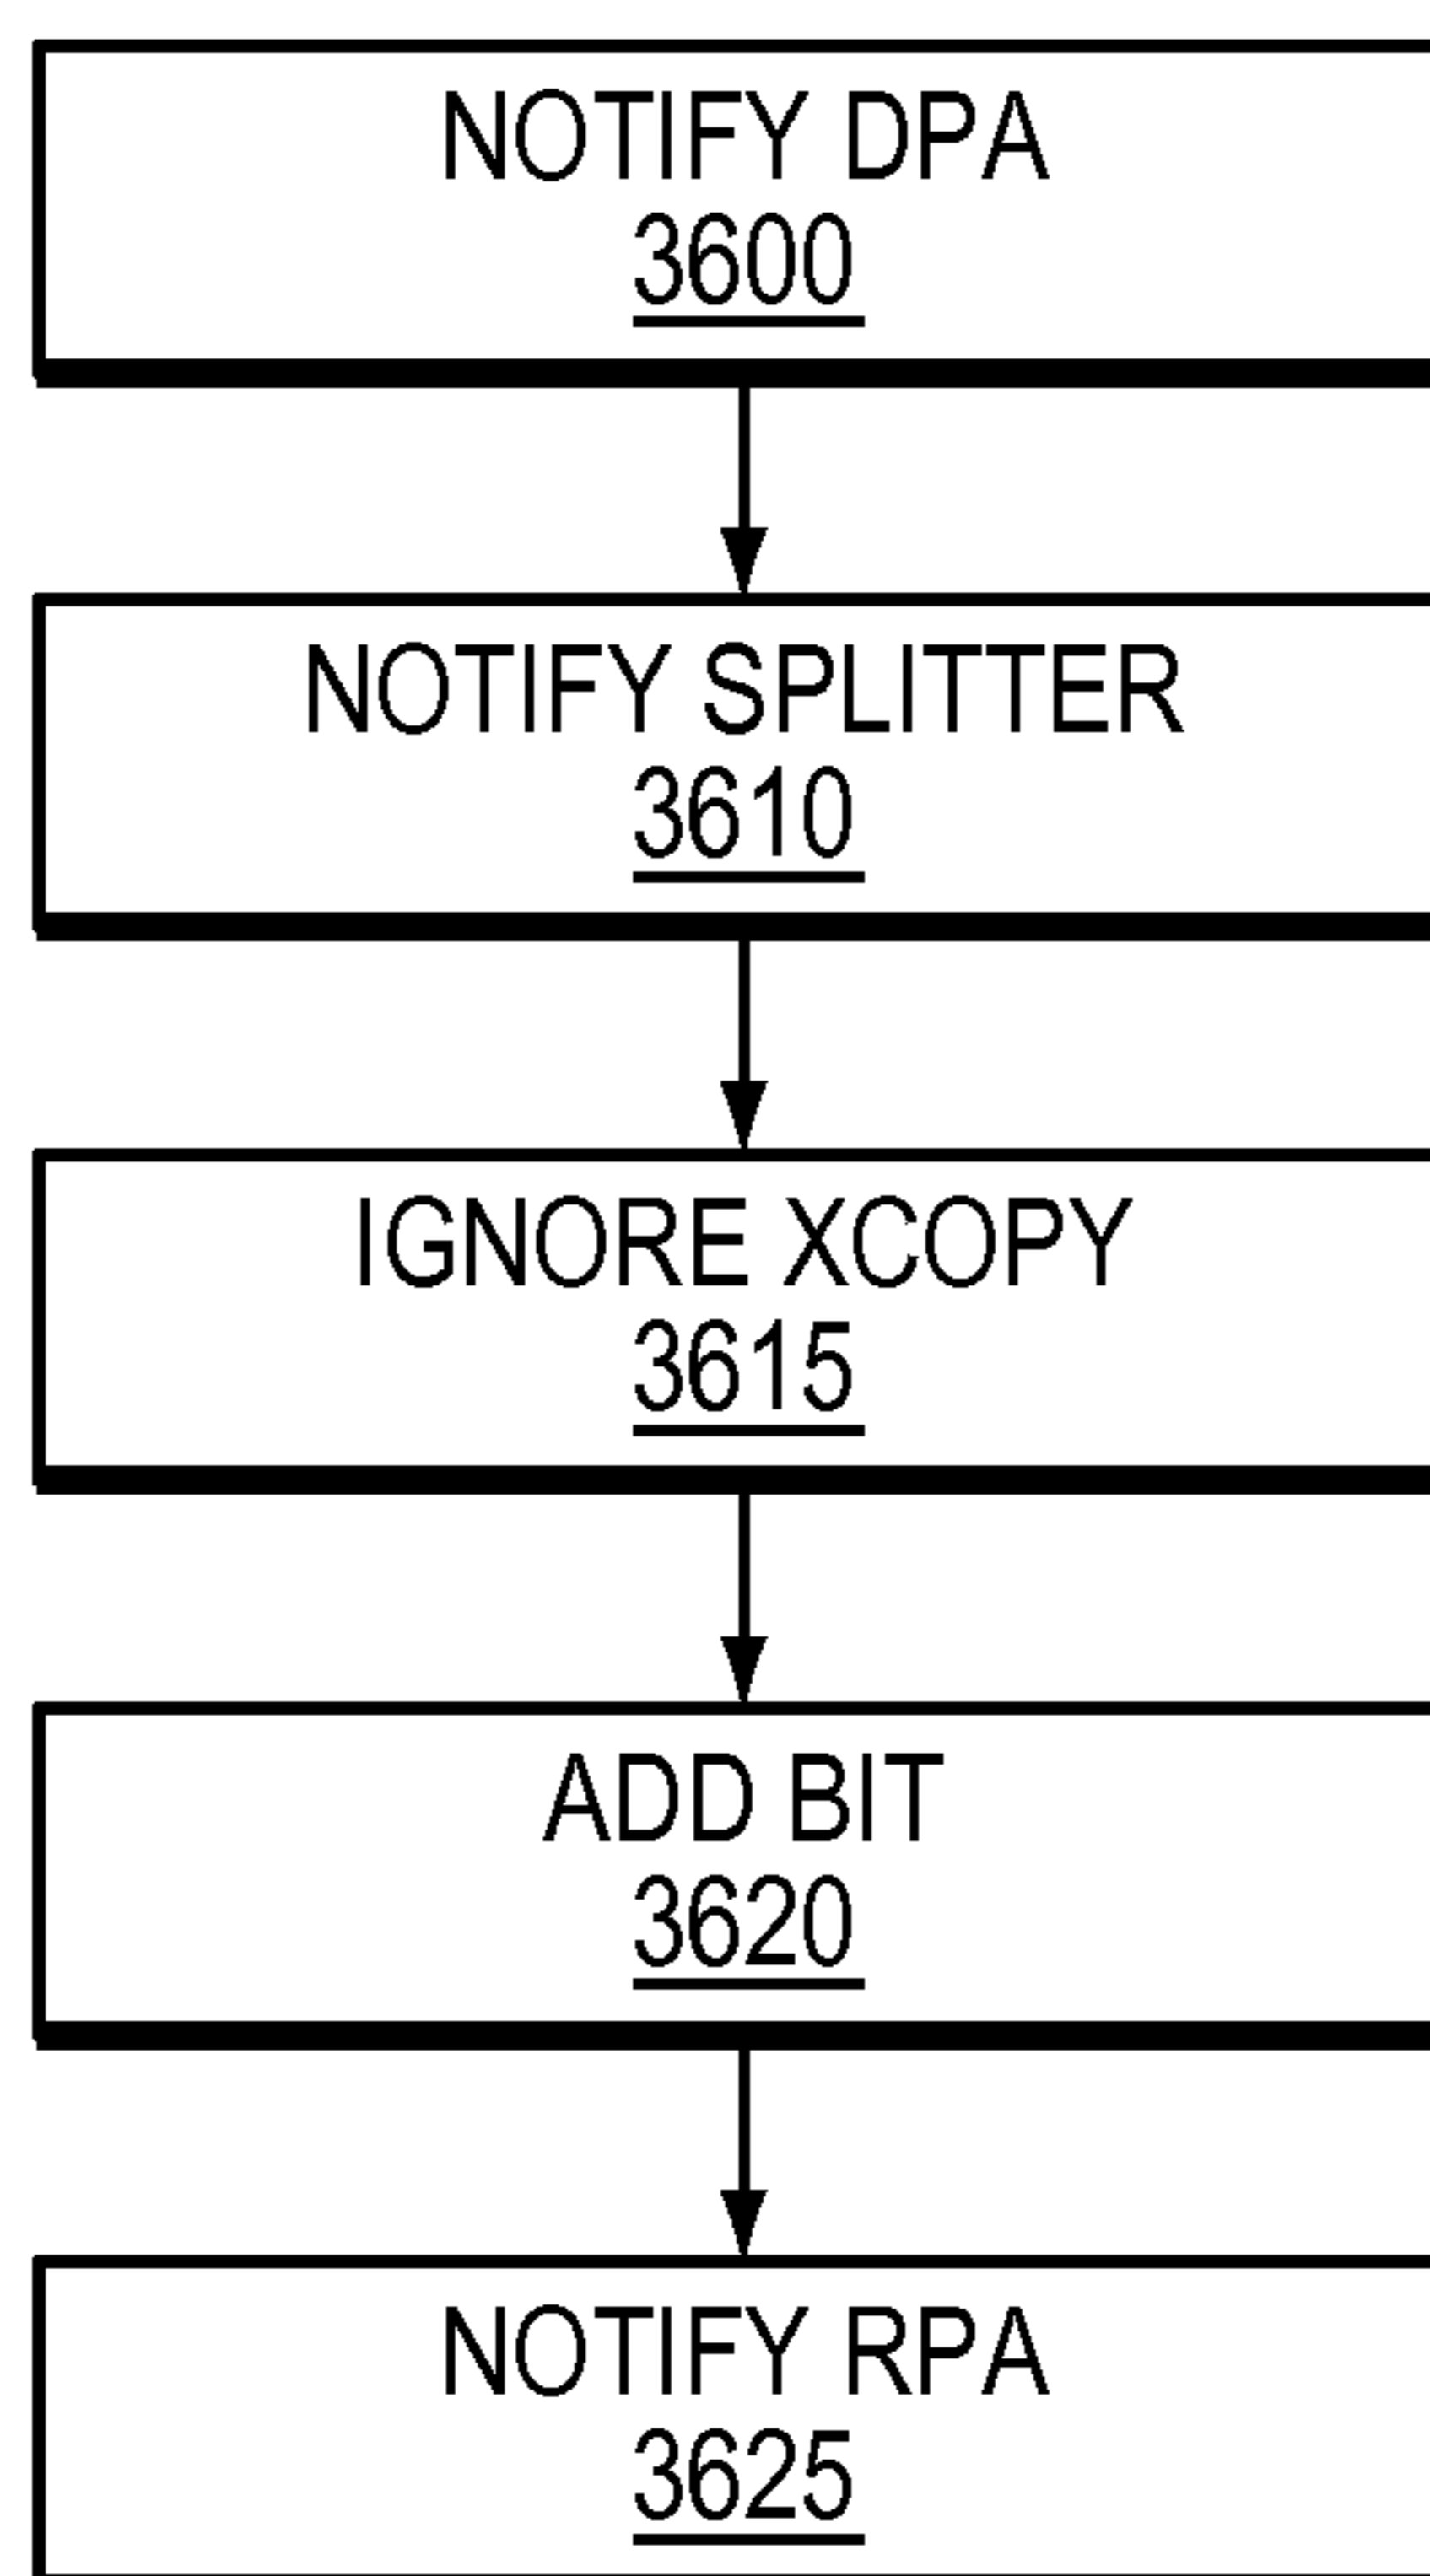 NOTIFY DPA
3600
NOTIFY SPLITTER
3610
IGNORE XCOPY
3615
ADD BIT
3620
NOTIFY RPA
3625